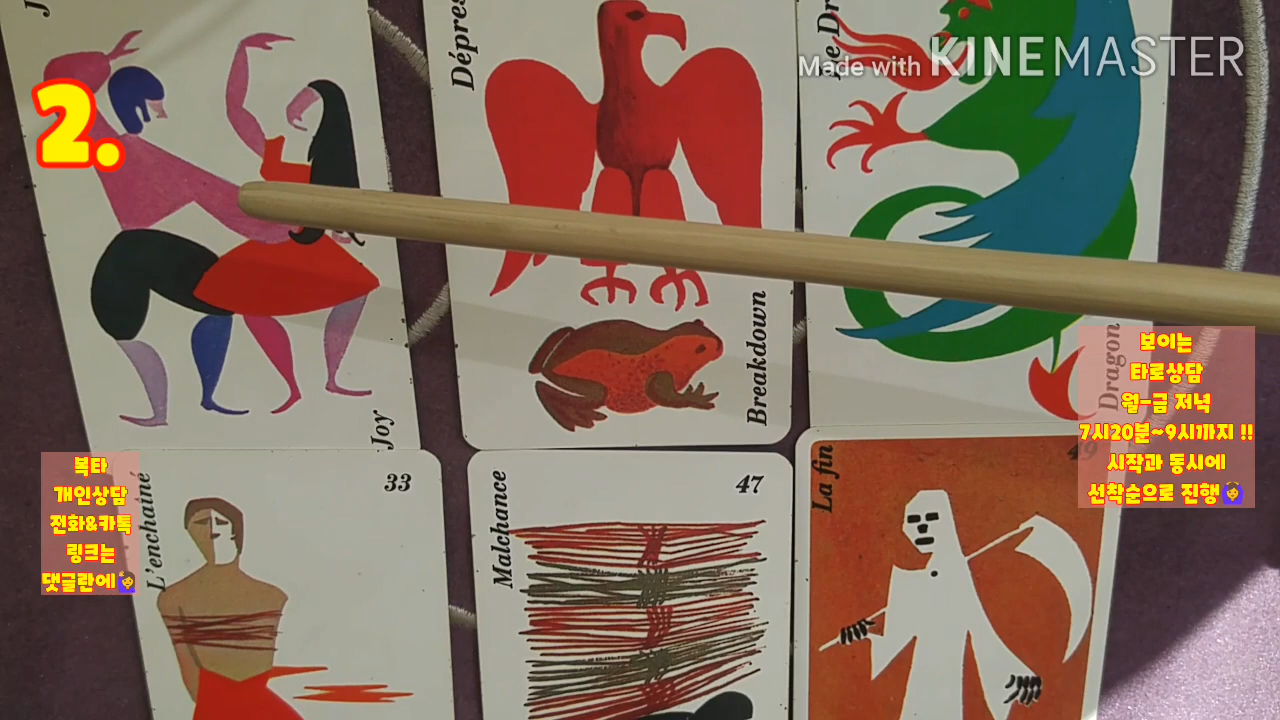 Made with KINEMASTER
2.
Breakdown
Dragon
Joy
보이는
타로상담
월-금 저녁
7시20분~9시까지 !!
시작과 동시에
선착순으로 진행🙆‍♀️
복타
개인상담
전화&카톡
링크는
댓글란에🙆‍♀️
L'enchaîné
33
Malchance
47
La fin